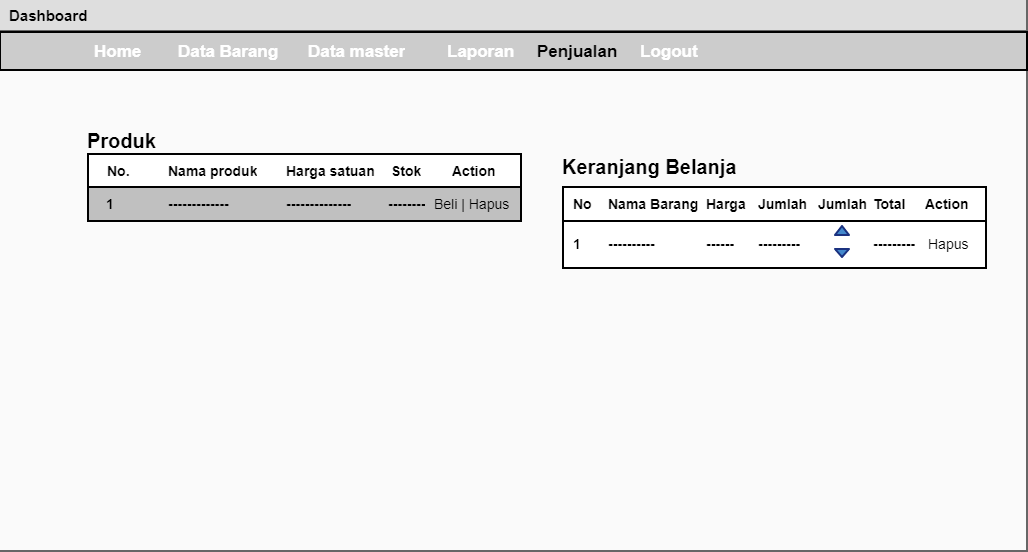 Dashboard
Home Data Barang Data master Laporan Penjualan Logout
Produk
No. Nama produk Harga satuan Stok Action
1 ------------- -------------- -------- Beli | Hapus
Keranjang Belanja
No Nama Barang Harga Jumlah Jumlah Total Action
1 ---------- ------ --------- --------- Hapus